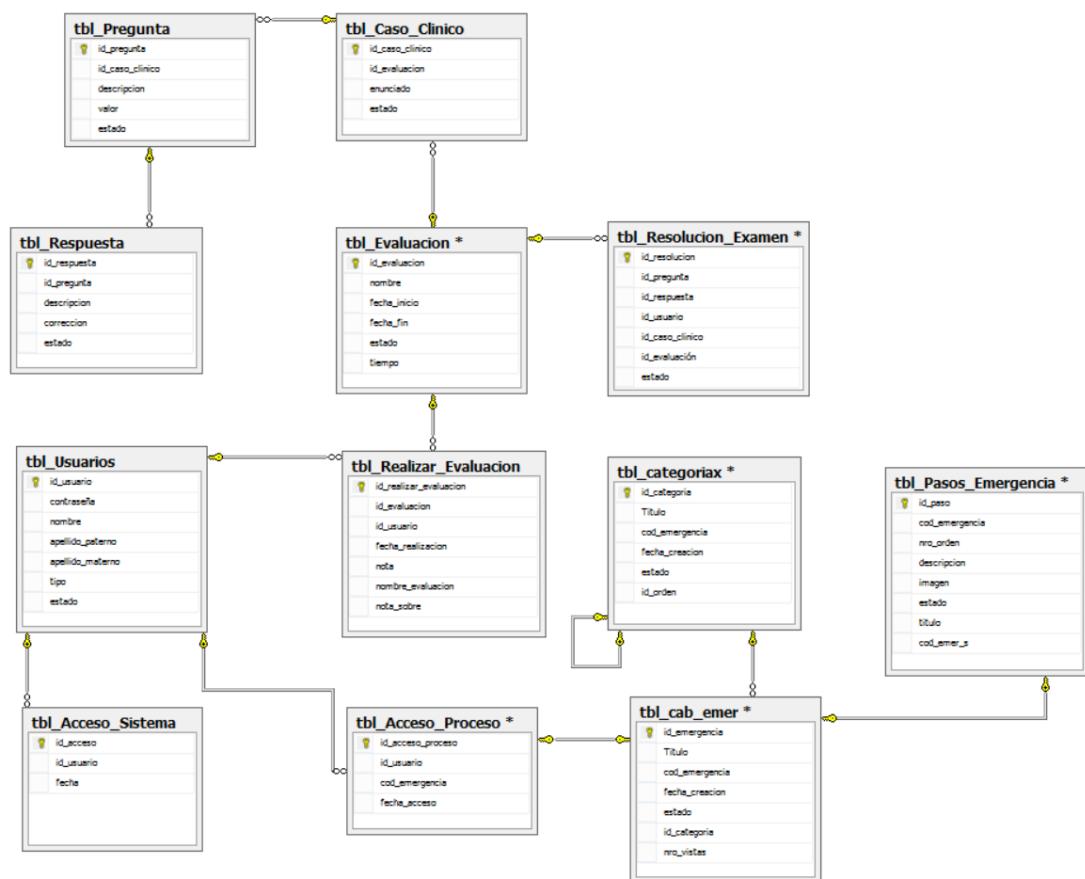 tbl_Pregunta
id_pregunta
id_caso_clinico
descripcion
valor
estado
tbl_Caso_Clinico
id_caso_clinico
id_evaluacion
enunciado
estado
tbl_Respuesta
id_respuesta
id_pregunta
descripcion
correccion
estado
tbl_Evaluacion *
id_evaluacion
nombre
fecha_inicio
fecha_fin
estado
tiempo
tbl_Resolucion_Examen *
id_resolucion
id_pregunta
id_respuesta
id_usuario
id_caso_clinico
id_evaluación
estado
tbl_Usuarios
id_usuario
contraseña
nombre
apellido_paterno
apellido_materno
tipo
estado
tbl_Realizar_Evaluacion
id_realizar_evaluacion
id_evaluacion
id_usuario
fecha_realizacion
nota
nombre_evaluacion
nota_sobre
tbl_categoriax *
id_categoria
Titulo
cod_emergencia
fecha_creacion
estado
id_orden
tbl_Pasos_Emergencia *
id_paso
cod_emergencia
nro_orden
descripcion
imagen
estado
titulo
cod_emer_s
tbl_Acceso_Sistema
id_acceso
id_usuario
fecha
tbl_Acceso_Proceso *
id_acceso_proceso
id_usuario
cod_emergencia
fecha_acceso
tbl_cab_emer *
id_emergencia
Titulo
cod_emergencia
fecha_creacion
estado
id_categoria
nro_vistas